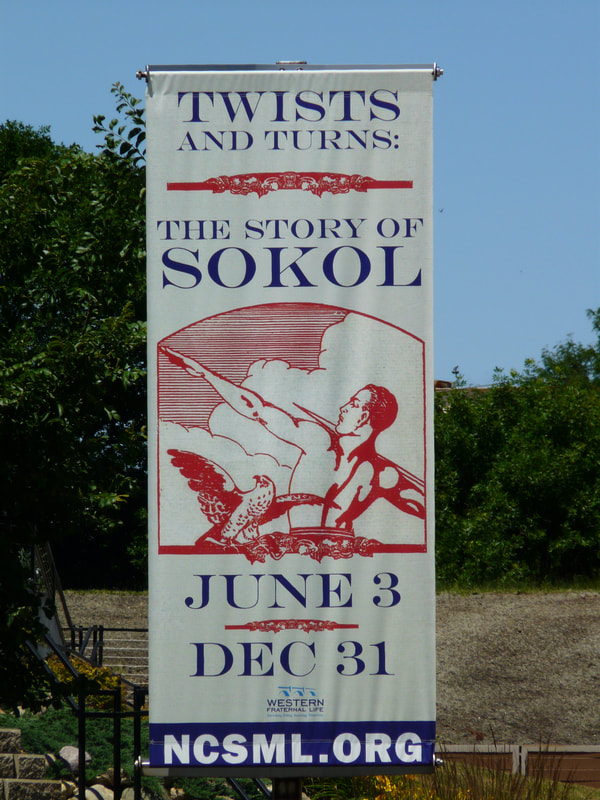 TWISTS
AND TURNS:
THE STORY OF
SOKOL
JUNE 3
DEC 31
WESTERN
FRATERNAL LIFE
NCSML.ORG